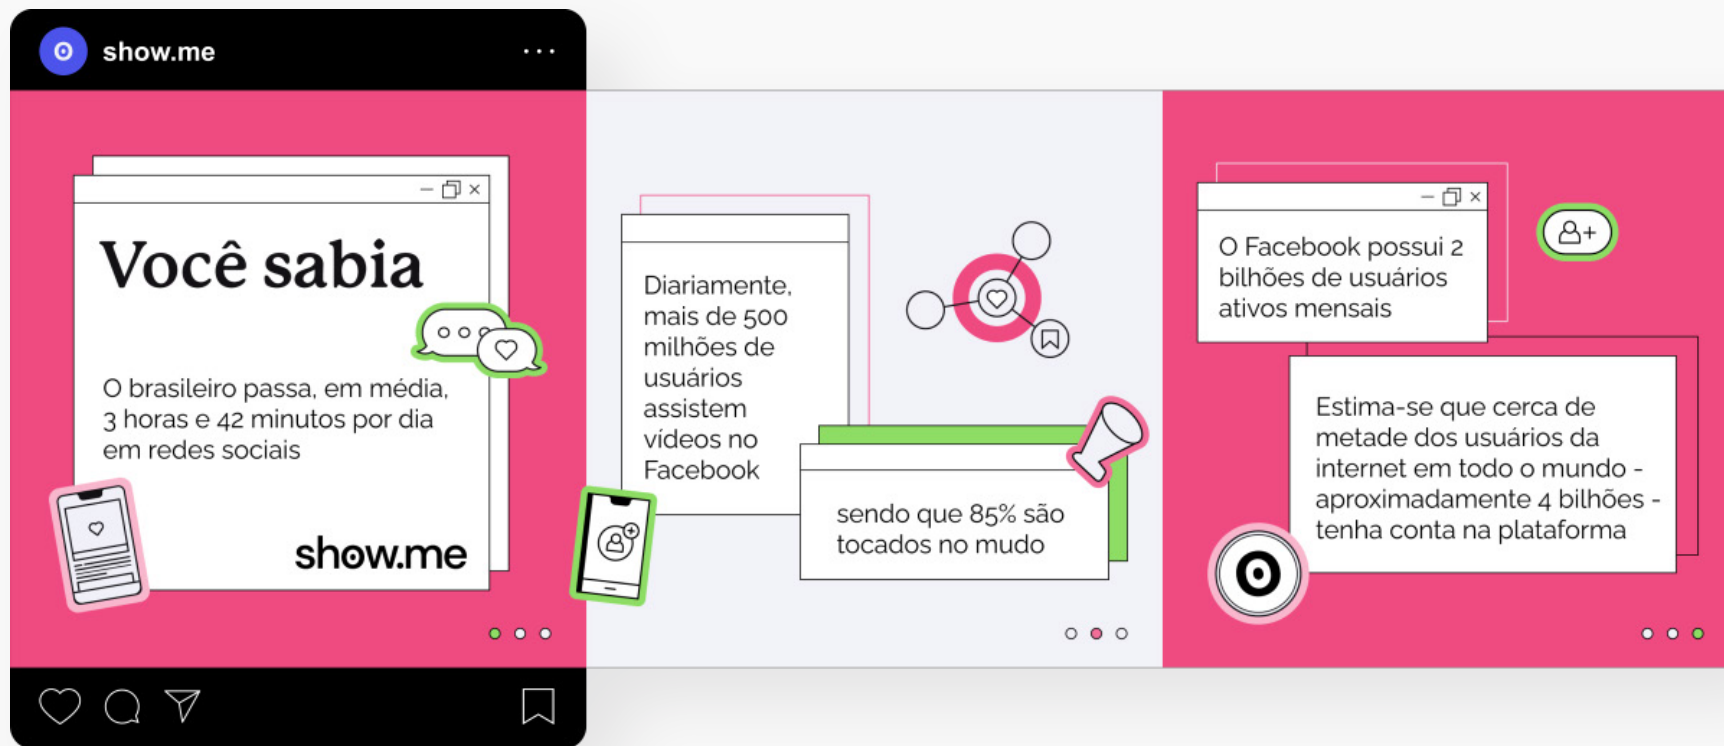 show.me
Você sabia
O brasileiro passa, em média,
3 horas e 42 minutos por dia
em redes sociais
show.me
Diariamente,
mais de 500
milhões de
usuários
assistem
vídeos no
Facebook
sendo que 85% são
tocados no mudo
O Facebook possui 2
bilhões de usuários
ativos mensais
Estima-se que cerca de
metade dos usuários da
internet em todo o mundo -
aproximadamente 4 bilhões -
tenha conta na plataforma